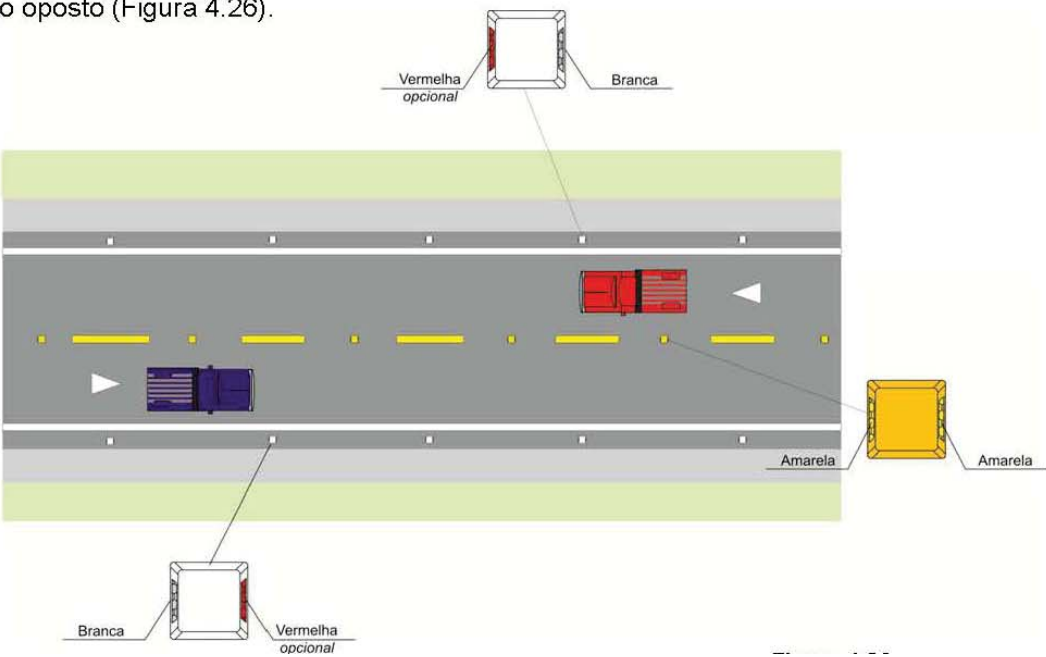 o oposto (Figura 4.26).
Vermelha
opcional
Branca
Amarela
Amarela
Branca
Vermelha
opcional